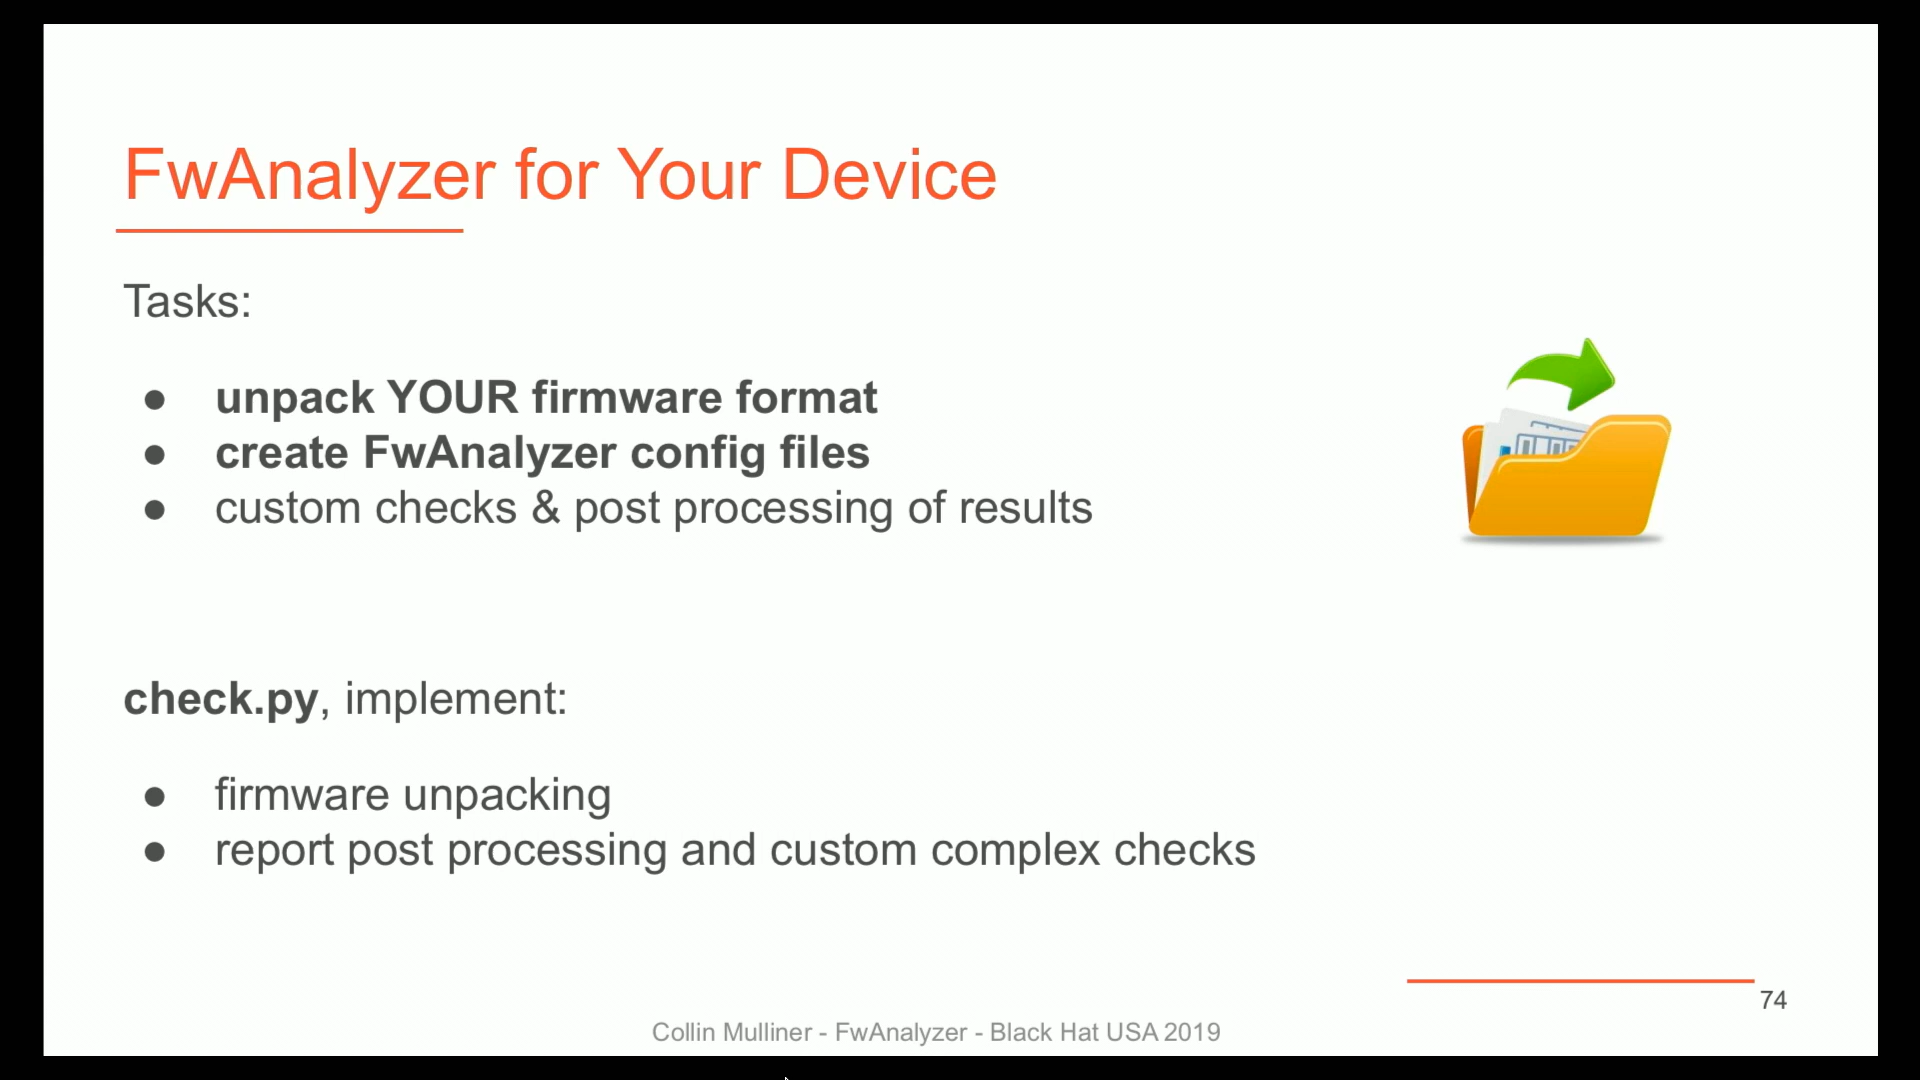 FwAnalyzer for Your Device
Tasks:
● unpack YOUR firmware format
● create FwAnalyzer config files
● custom checks & post processing of results
check.py, implement:
● firmware unpacking
● report post processing and custom complex checks
74
Collin Mulliner - FwAnalyzer - Black Hat USA 2019